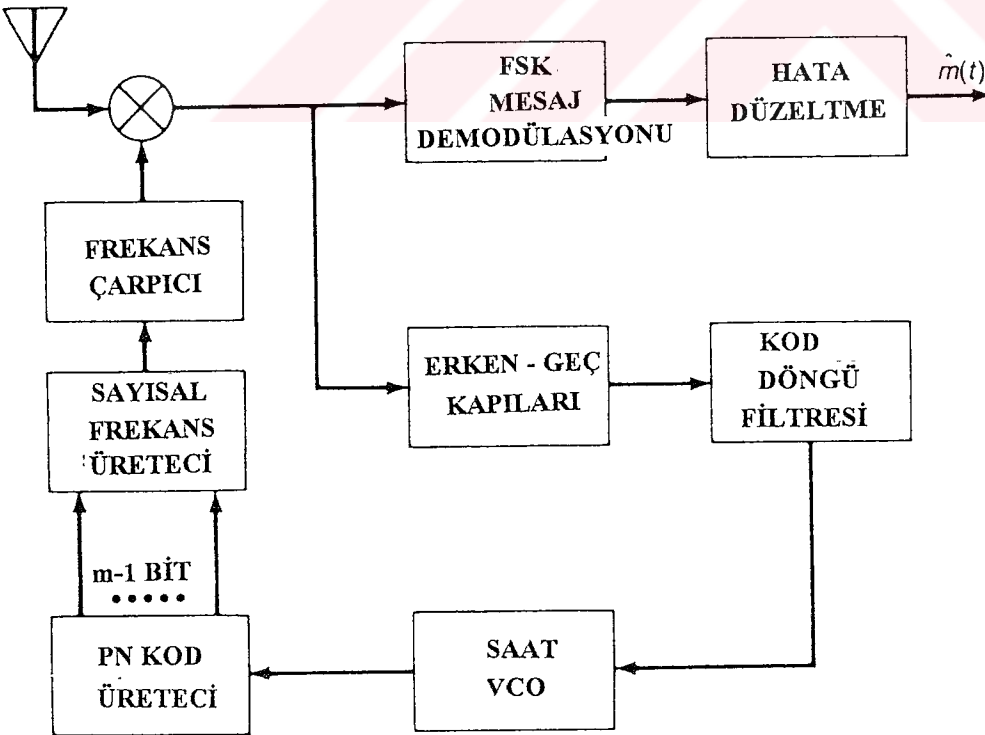 FSK
MESAJ
DEMODÜLASYONU
HATA
DÜZELTME
m̂(t)
FREKANS
ÇARPICI
ERKEN - GEÇ
KAPILARI
KOD
DÖNGÜ
FİLTRESİ
SAYISAL
FREKANS
ÜRETECİ
m-1 BİT
PN KOD
ÜRETECİ
SAAT
VCO